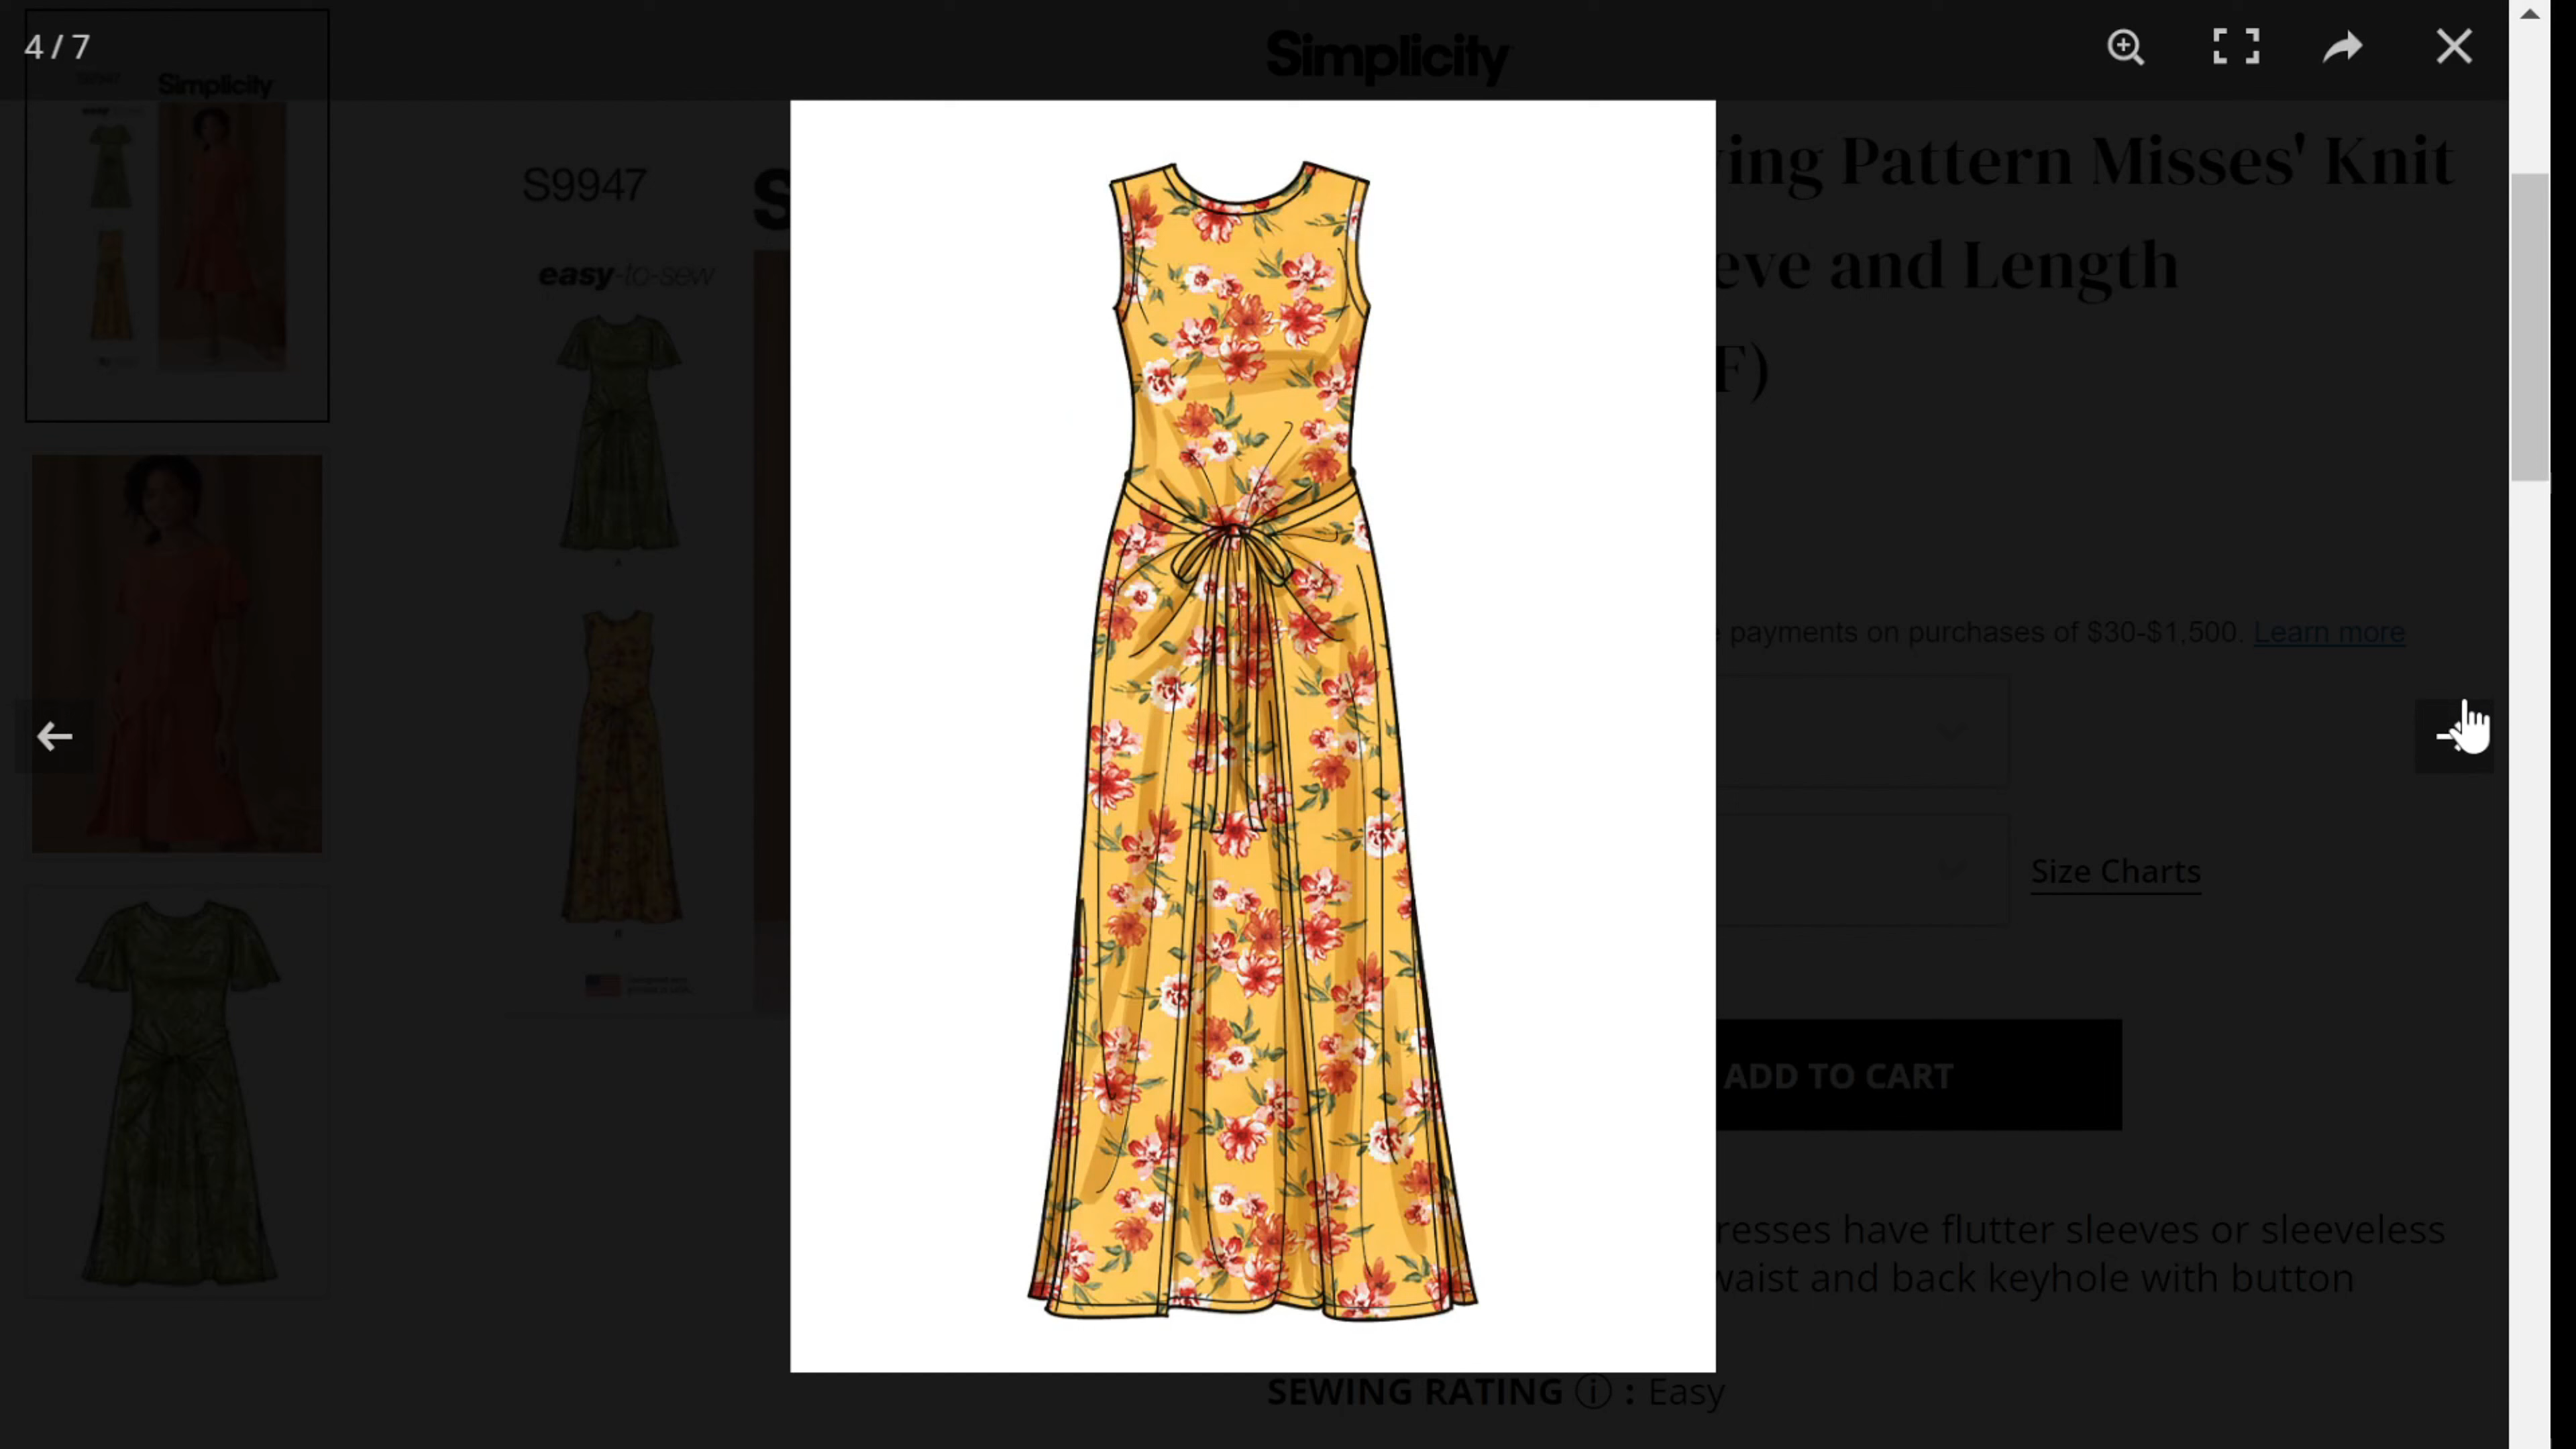 4 / 7
Simplicity
Simplicity
S9947
S
easy-to-sew
ing Pattern Misses' Knit
eve and Length
F)
payments on purchases of $30-$1,500. Learn more
Size Charts
ADD TO CART
resses have flutter sleeves or sleeveless
waist and back keyhole with button
SEWING RATING ⓘ : Easy